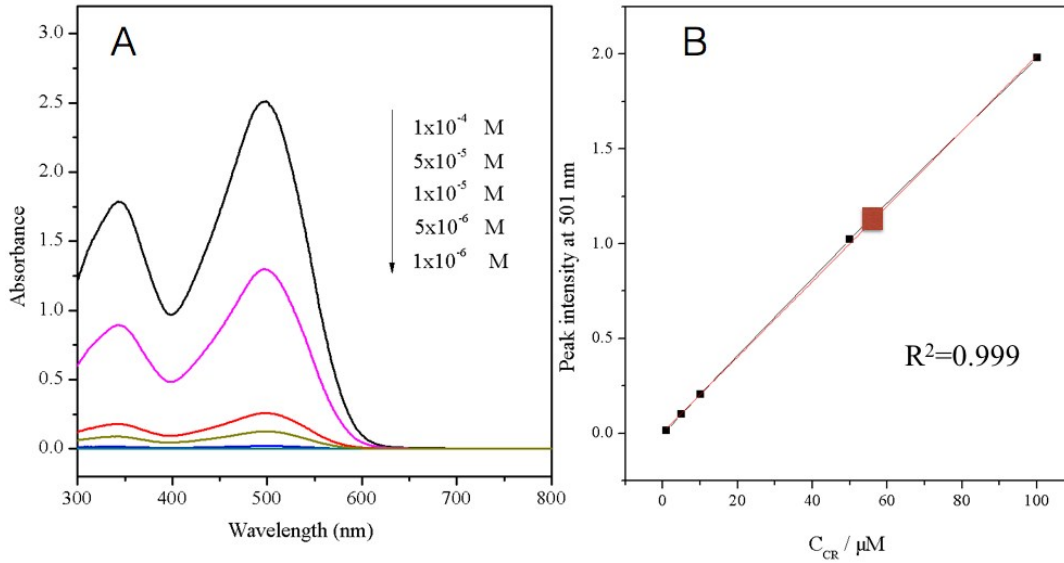 A
3.0
2.5
2.0
1.5
1.0
0.5
0.0
Absorbance
300 400 500 600 700 800
Wavelength (nm)
1x10⁻⁴ M
5x10⁻⁵ M
1x10⁻⁵ M
5x10⁻⁶ M
1x10⁻⁶ M
B
2.0
1.5
1.0
0.5
0.0
Peak intensity at 501 nm
R²=0.999
0 20 40 60 80 100
C_CR / μM